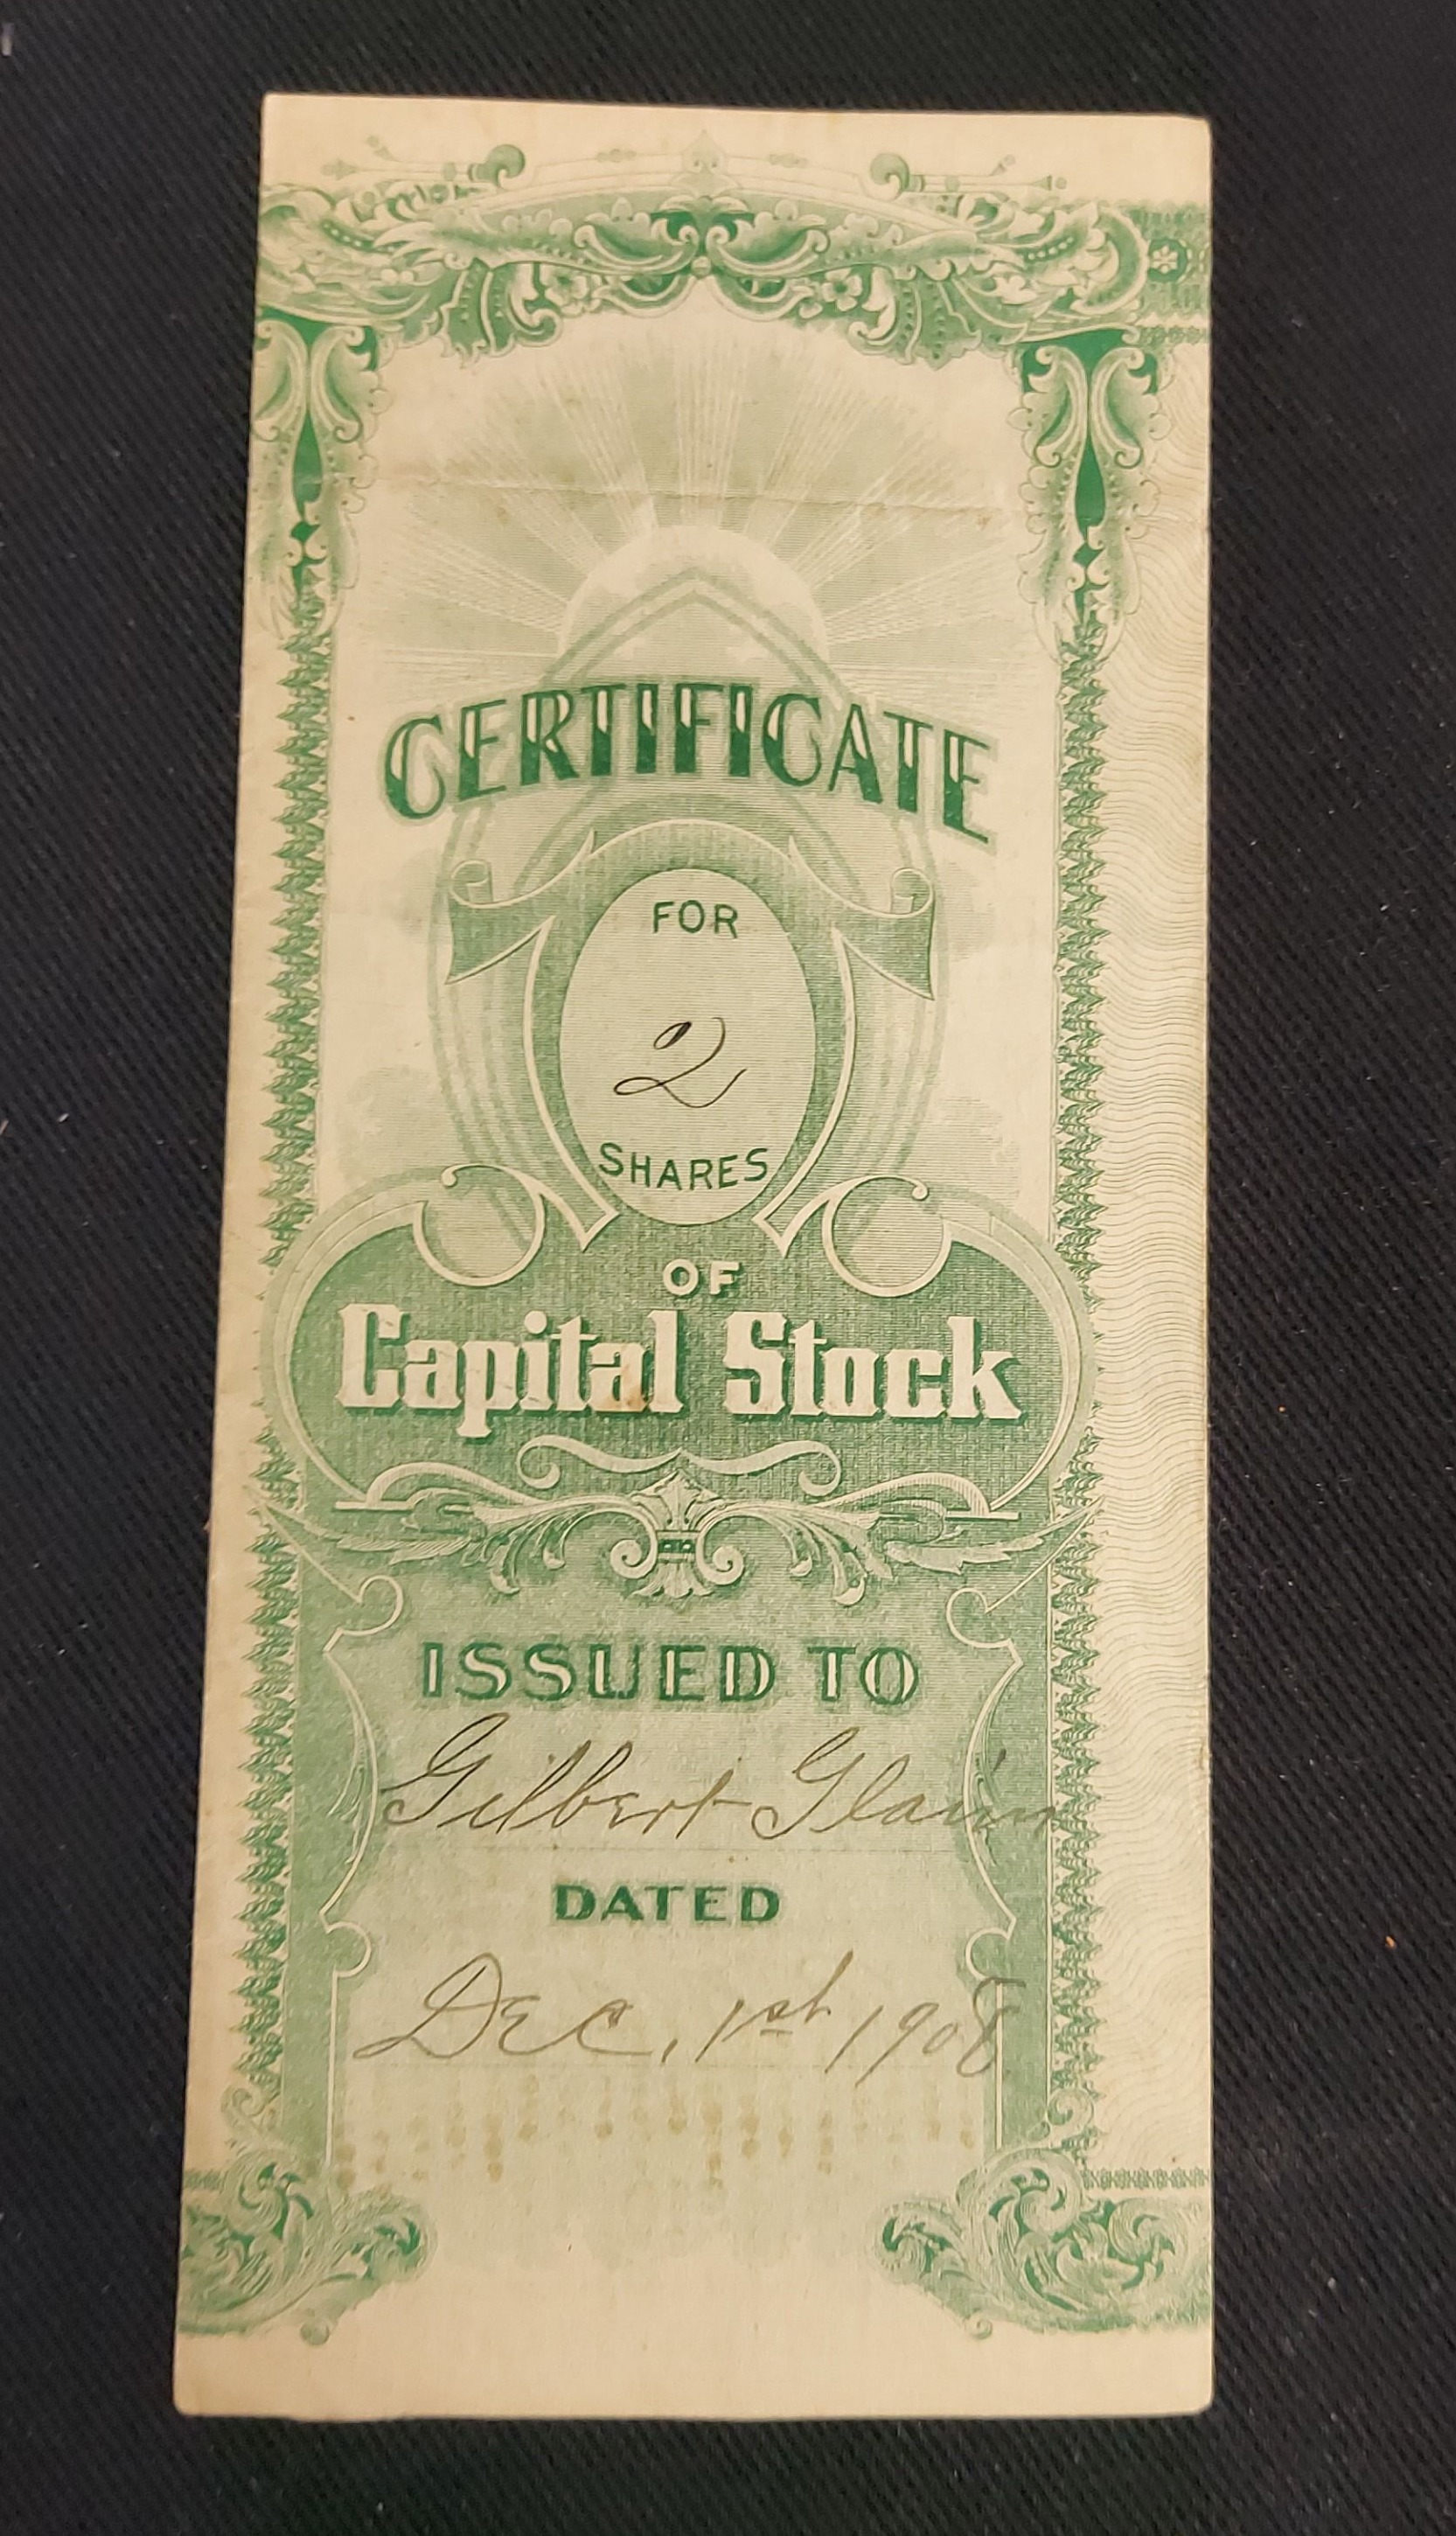 CERTIFICATE
FOR
2
SHARES
OF
Capital Stock
ISSUED TO
Gilbert
DATED
Dec. 1st 1908